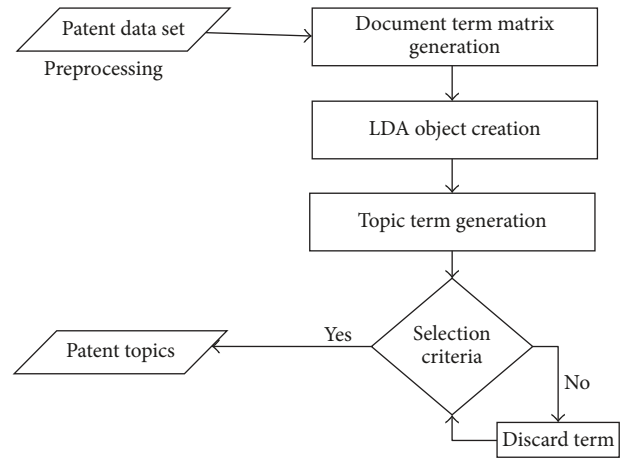 Patent data set
Preprocessing
Document term matrix
generation
LDA object creation
Topic term generation
Selection
criteria
Yes
Patent topics
No
Discard term